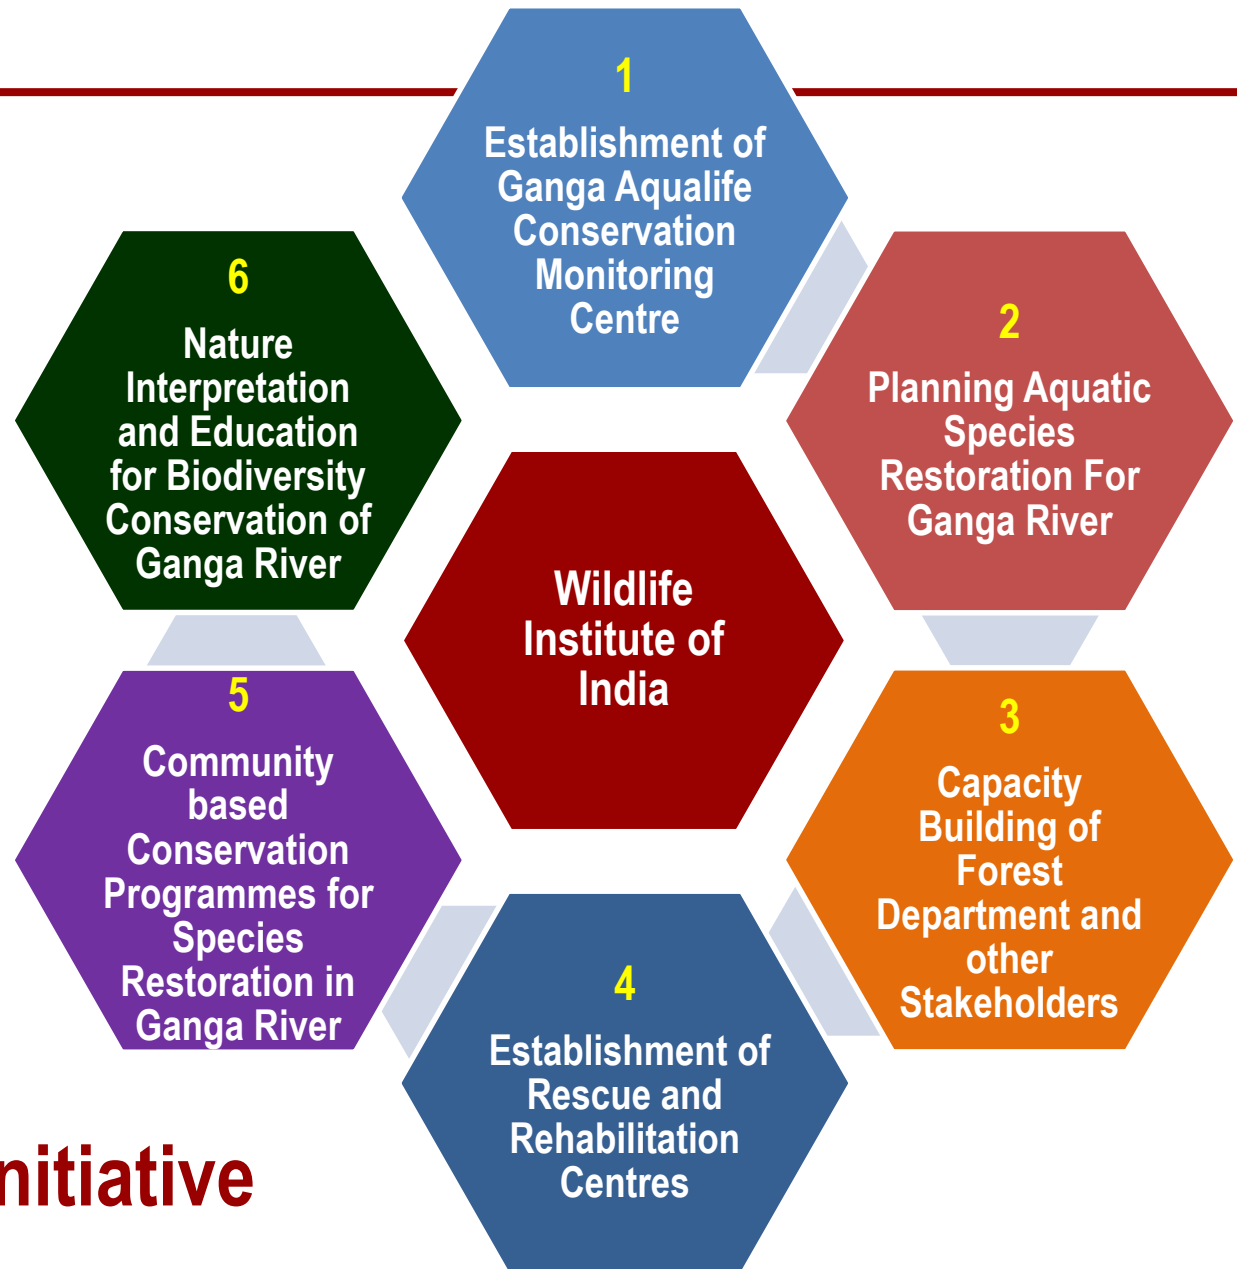 1
Establishment of
Ganga Aqualife
Conservation
Monitoring
Centre
2
Planning Aquatic
Species
Restoration For
Ganga River
3
Capacity
Building of
Forest
Department and
other
Stakeholders
4
Establishment of
Rescue and
Rehabilitation
Centres
5
Community
based
Conservation
Programmes for
Species
Restoration in
Ganga River
6
Nature
Interpretation
and Education
for Biodiversity
Conservation of
Ganga River
Wildlife
Institute of
India
nitiative